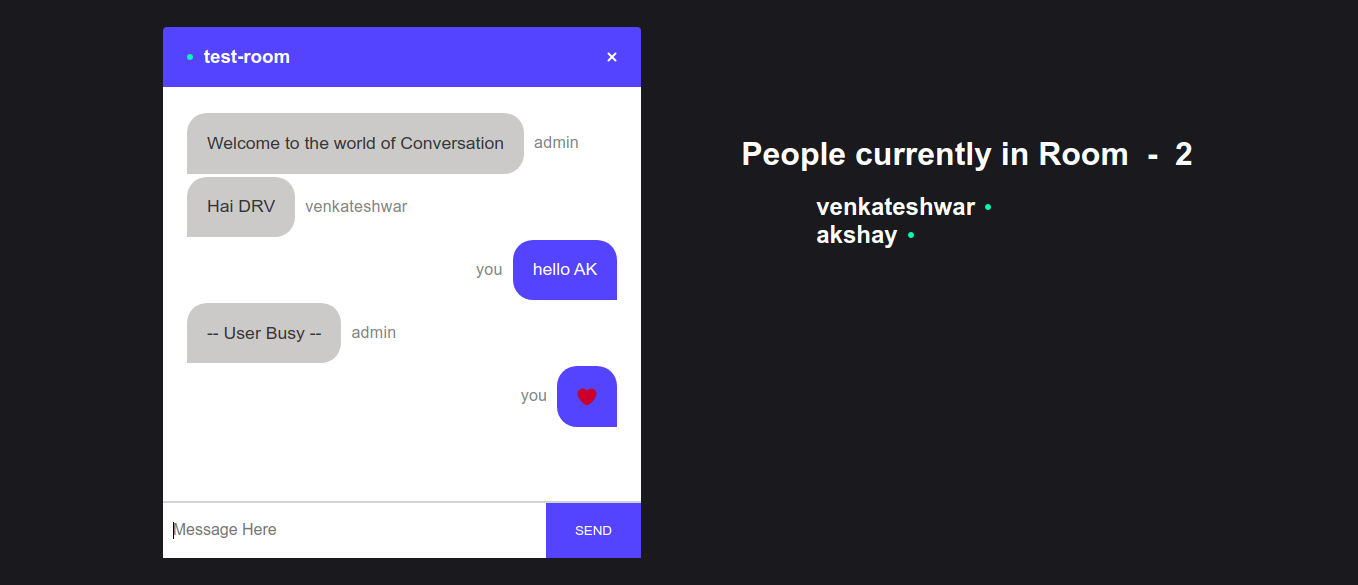 test-room ×
Welcome to the world of Conversation admin
Hai DRV venkateshwar
you hello AK
-- User Busy -- admin
you ❤
Message Here SEND
People currently in Room - 2
venkateshwar
akshay